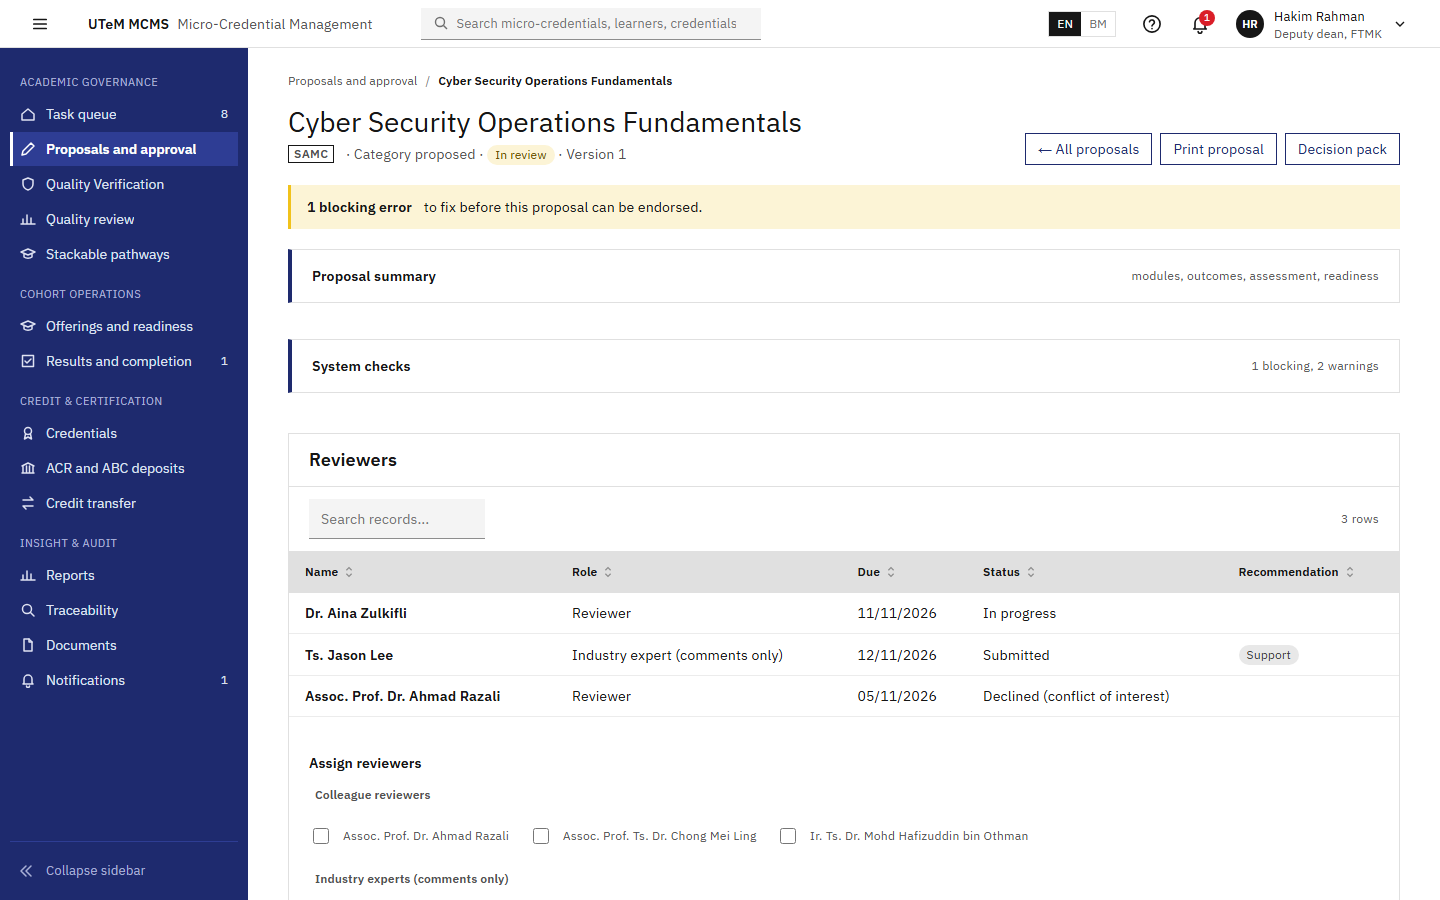 UTeM MCMS Micro-Credential Management
Search micro-credentials, learners, credentials
EN BM
1
HR
Hakim Rahman
Deputy dean, FTMK
ACADEMIC GOVERNANCE
Task queue 8
Proposals and approval
Quality Verification
Quality review
Stackable pathways
COHORT OPERATIONS
Offerings and readiness
Results and completion 1
CREDIT & CERTIFICATION
Credentials
ACR and ABC deposits
Credit transfer
INSIGHT & AUDIT
Reports
Traceability
Documents
Notifications 1
Collapse sidebar
Proposals and approval / Cyber Security Operations Fundamentals
Cyber Security Operations Fundamentals
SAMC · Category proposed · In review · Version 1
← All proposals
Print proposal
Decision pack
1 blocking error to fix before this proposal can be endorsed.
Proposal summary modules, outcomes, assessment, readiness
System checks 1 blocking, 2 warnings
Reviewers
Search records... 3 rows
Name Role Due Status Recommendation
Dr. Aina Zulkifli Reviewer 11/11/2026 In progress
Ts. Jason Lee Industry expert (comments only) 12/11/2026 Submitted Support
Assoc. Prof. Dr. Ahmad Razali Reviewer 05/11/2026 Declined (conflict of interest)
Assign reviewers
Colleague reviewers
Assoc. Prof. Dr. Ahmad Razali Assoc. Prof. Ts. Dr. Chong Mei Ling Ir. Ts. Dr. Mohd Hafizuddin bin Othman
Industry experts (comments only)